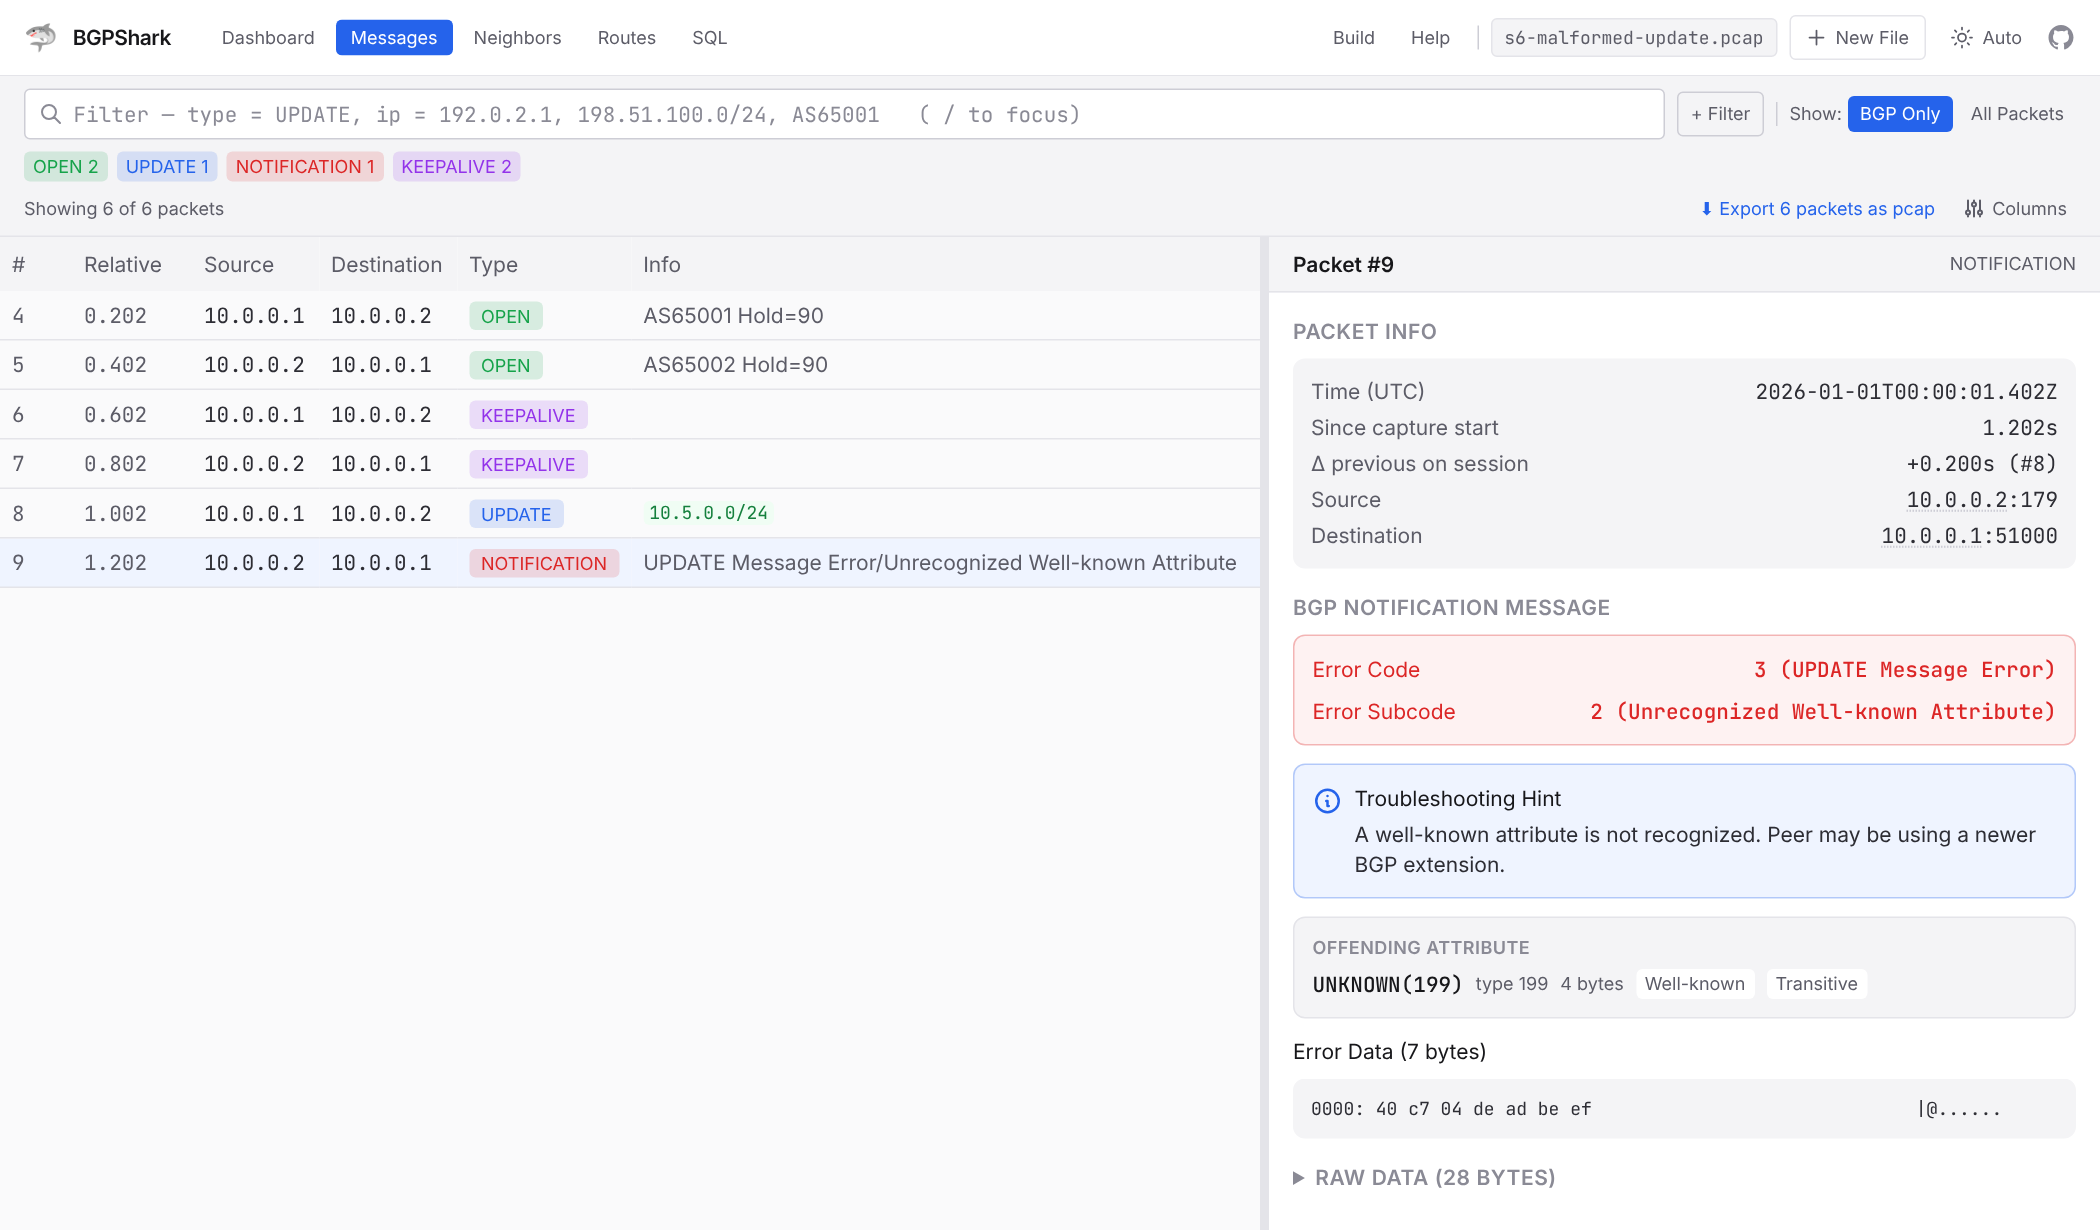 BGPShark Dashboard Messages Neighbors Routes SQL Build Help s6-malformed-update.pcap New File Auto
Filter — type = UPDATE, ip = 192.0.2.1, 198.51.100.0/24, AS65001 ( / to focus) + Filter Show: BGP Only All Packets
OPEN 2 UPDATE 1 NOTIFICATION 1 KEEPALIVE 2
Showing 6 of 6 packets Export 6 packets as pcap Columns
# Relative Source Destination Type Info
4 0.202 10.0.0.1 10.0.0.2 OPEN AS65001 Hold=90
5 0.402 10.0.0.2 10.0.0.1 OPEN AS65002 Hold=90
6 0.602 10.0.0.1 10.0.0.2 KEEPALIVE
7 0.802 10.0.0.2 10.0.0.1 KEEPALIVE
8 1.002 10.0.0.1 10.0.0.2 UPDATE 10.5.0.0/24
9 1.202 10.0.0.2 10.0.0.1 NOTIFICATION UPDATE Message Error/Unrecognized Well-known Attribute
Packet #9 NOTIFICATION
PACKET INFO
Time (UTC) 2026-01-01T00:00:01.402Z
Since capture start 1.202s
Δ previous on session +0.200s (#8)
Source 10.0.0.2:179
Destination 10.0.0.1:51000
BGP NOTIFICATION MESSAGE
Error Code 3 (UPDATE Message Error)
Error Subcode 2 (Unrecognized Well-known Attribute)
Troubleshooting Hint
A well-known attribute is not recognized. Peer may be using a newer
BGP extension.
OFFENDING ATTRIBUTE
UNKNOWN(199) type 199 4 bytes Well-known Transitive
Error Data (7 bytes)
0000: 40 c7 04 de ad be ef |@......
RAW DATA (28 BYTES)